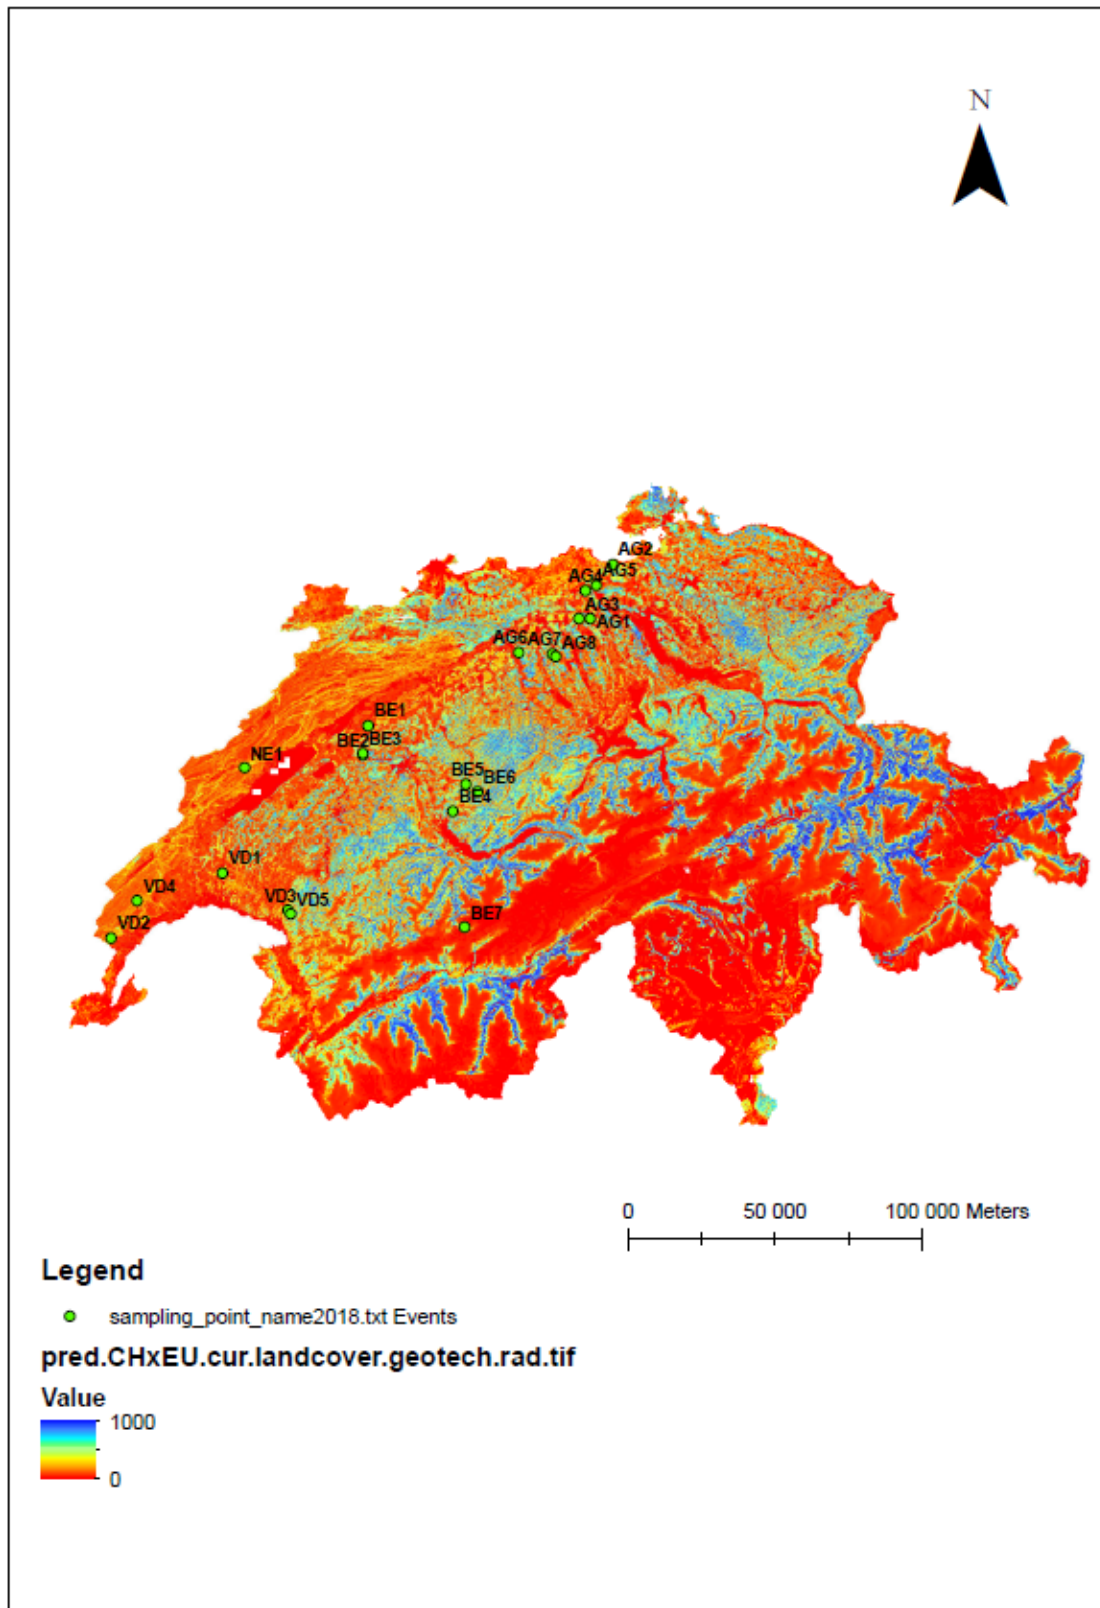 N
AG2
AG4 AG5
AG3
AG1
AG6 AG7
AG8
BE1
BE2 BE3
NE1
BE5
BE6
BE4
VD1
VD4
VD3
VD5
BE7
VD2
0 50 000 100 000 Meters
Legend
sampling_point_name2018.txt Events
pred.CHxEU.cur.landcover.geotech.rad.tif
Value
1000
0